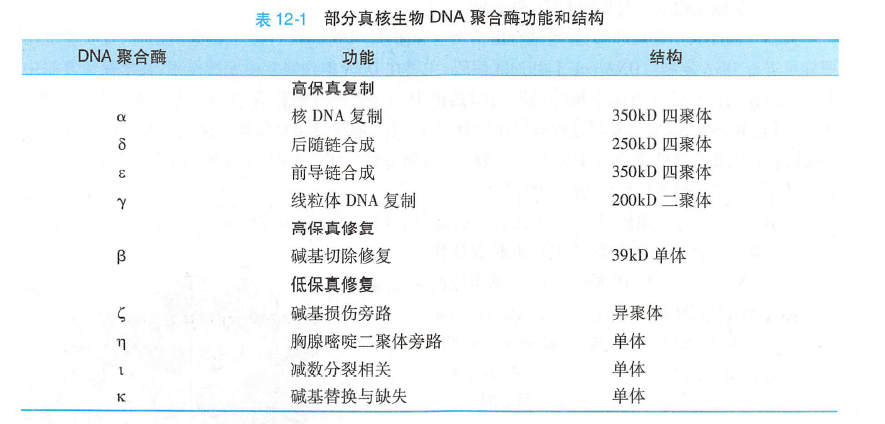 表 12-1 部分真核生物 DNA 聚合酶功能和结构
DNA 聚合酶 功能 结构
高保真复制
α 核 DNA 复制 350kD 四聚体
δ 后随链合成 250kD 四聚体
ε 前导链合成 350kD 四聚体
γ 线粒体 DNA 复制 200kD 二聚体
高保真修复
β 碱基切除修复 39kD 单体
低保真修复
ζ 碱基损伤旁路 异聚体
η 胸腺嘧啶二聚体旁路 单体
ι 减数分裂相关 单体
κ 碱基替换与缺失 单体